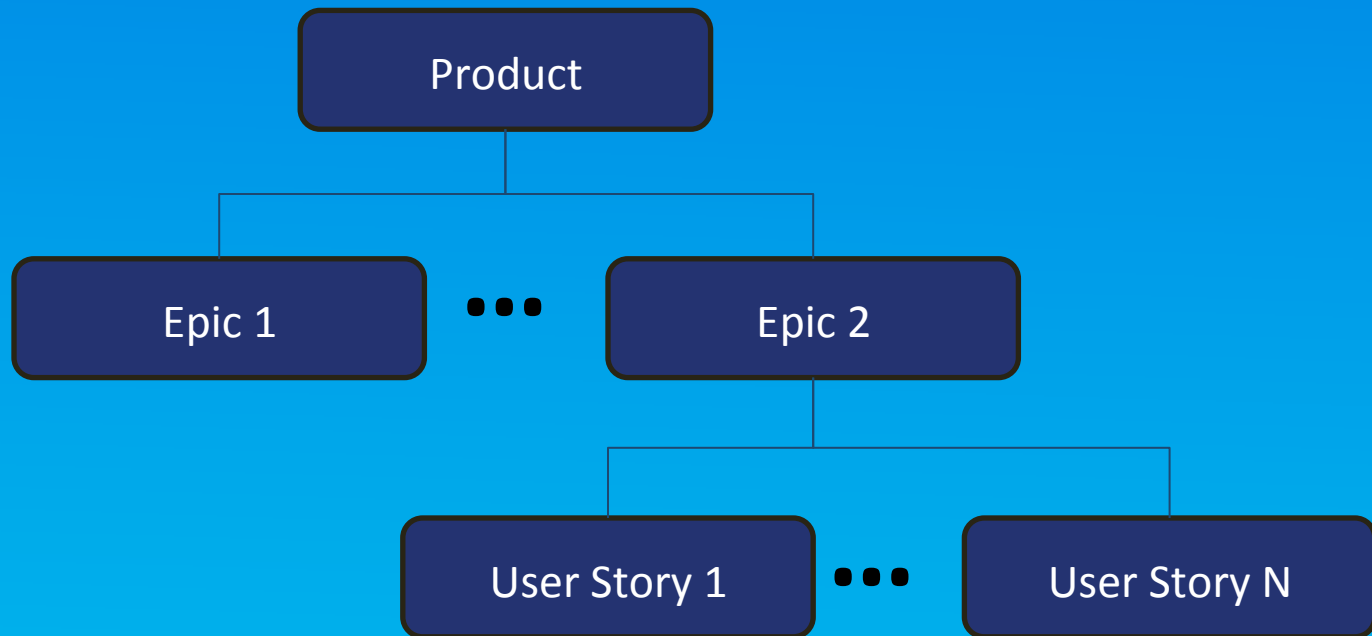 Product
Epic 1
...
Epic 2
User Story 1
...
User Story N